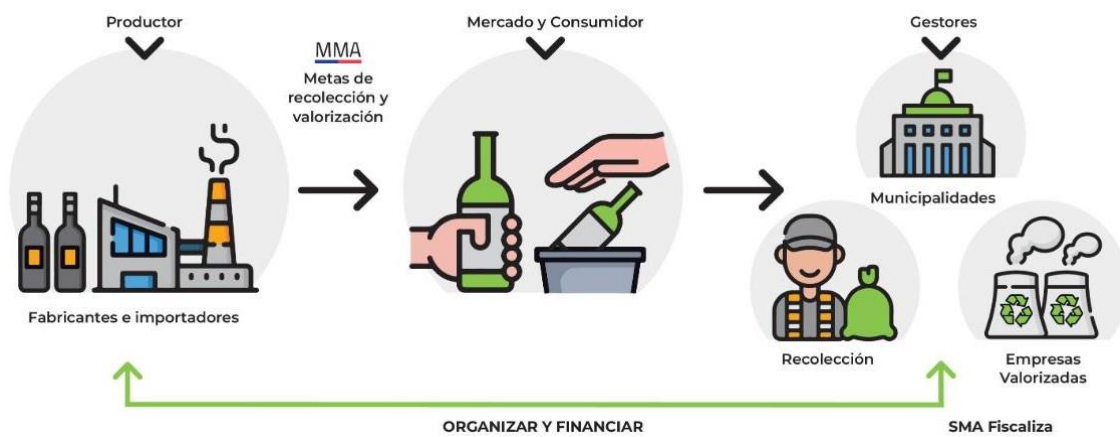 Productor
Mercado y Consumidor
Gestores
MMA
Metas de
recolección y
valorización
Municipalidades
Fabricantes e importadores
Recolección
Empresas
Valorizadas
ORGANIZAR Y FINANCIAR
SMA Fiscaliza